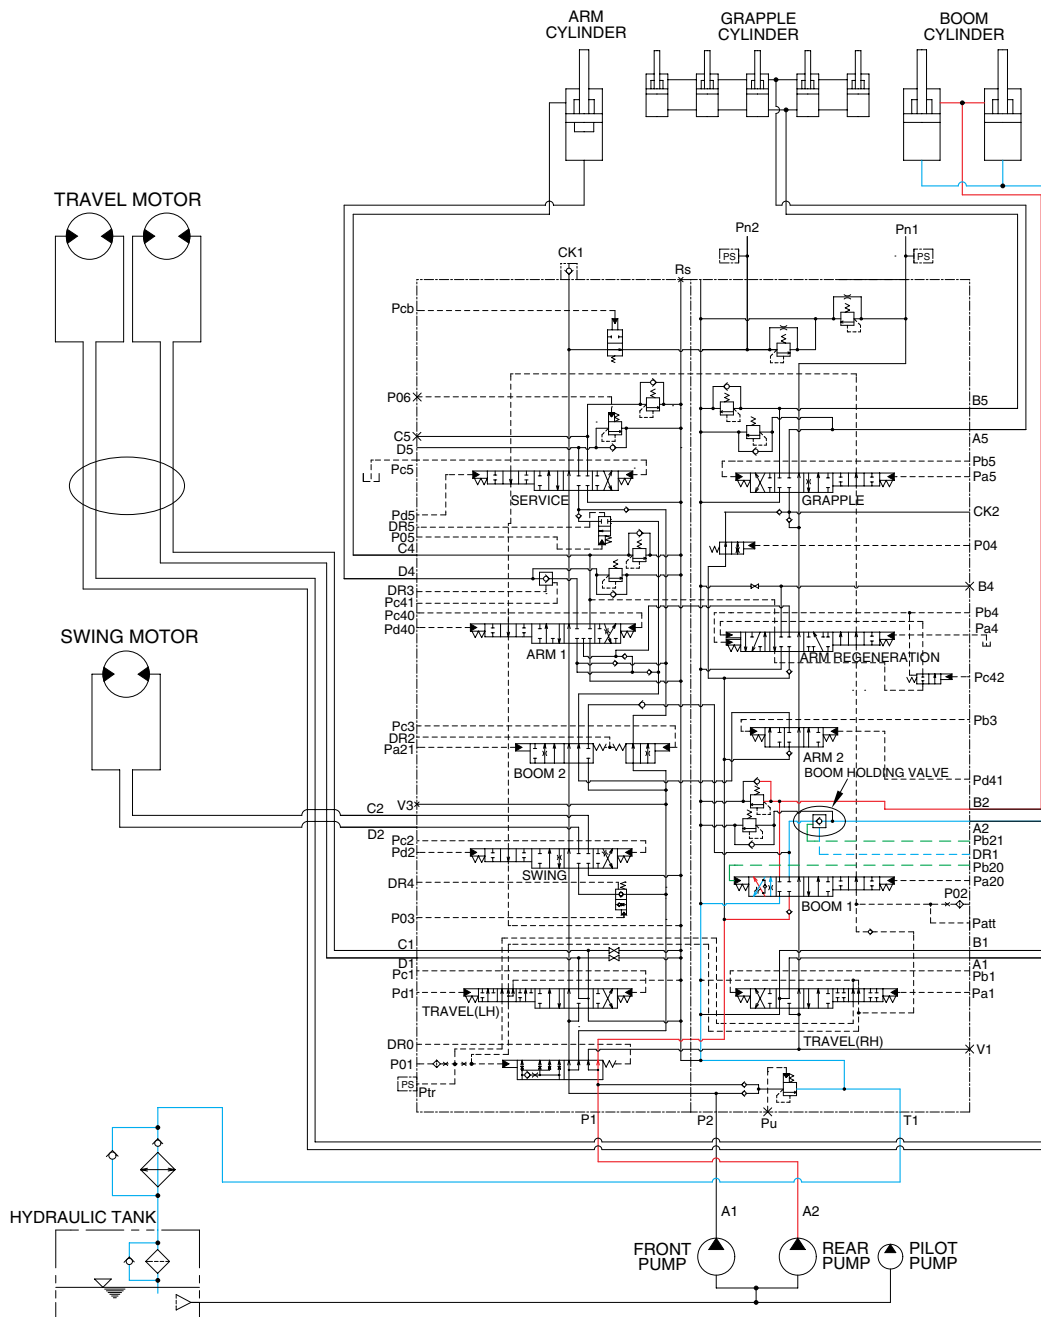 ARM
CYLINDER
GRAPPLE
CYLINDER
BOOM
CYLINDER
TRAVEL MOTOR
Pn2
Pn1
PS
PS
CK1
Rs
Pcb
P06
C5
D5
Pc5
SERVICE
Pd5
DR5
P05
C4
D4
DR3
Pc41
Pc40
Pd40
ARM 1
B5
A5
Pb5
Pa5
GRAPPLE
CK2
P04
B4
Pb4
Pa4
ARM REGENERATION
Pc42
SWING MOTOR
Pc3
DR2
Pa21
BOOM 2
Pb3
ARM 2
BOOM HOLDING VALVE
Pd41
C2
V3
B2
D2
Pc2
Pd2
SWING
A2
Pb21
DR1
Pb20
Pa20
BOOM 1
DR4
P03
P02
Patt
C1
D1
Pc1
Pd1
TRAVEL(LH)
B1
A1
Pb1
Pa1
TRAVEL(RH)
DR0
P01
PS
Ptr
V1
P1
P2
Pu
T1
HYDRAULIC TANK
A1
A2
FRONT
PUMP
REAR
PUMP
PILOT
PUMP